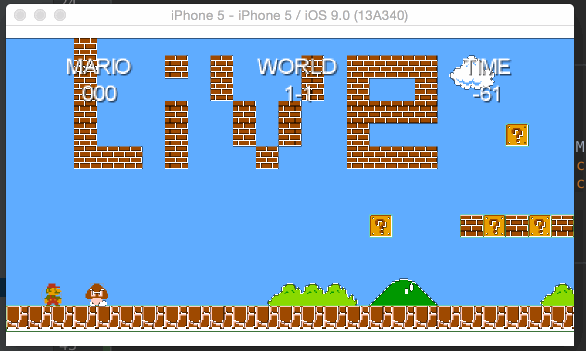 iPhone 5 - iPhone 5 / iOS 9.0 (13A340)
MARIO WORLD TIME
000 1-1 -61
Live
?
? ? ?
M
c
c